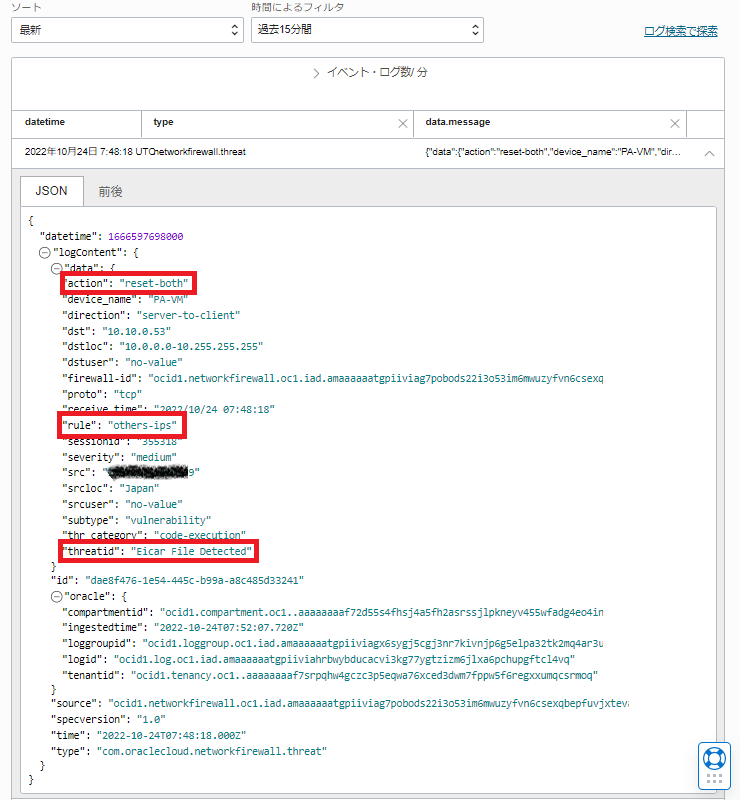 ソート
時間によるフィルタ
最新
過去15分間
ログ検索で探索
イベント・ログ数/ 分
datetime
type
data.message
2022年10月24日 7:48:18 UTC
networkfirewall.threat
{"data":{"action":"reset-both","device_name":"PA-VM","dir...
JSON
前後
{
"datetime": 1666597698000
"logContent": {
"data": {
"action": "reset-both"
"device_name": "PA-VM"
"direction": "server-to-client"
"dst": "10.10.0.53"
"dstloc": "10.0.0.0-10.255.255.255"
"dstuser": "no-value"
"firewall-id": "ocid1.networkfirewall.oc1.iad.amaaaaaatgpiiviag7pobods22i3o53im6mwuzyfvn6csexq
"proto": "tcp"
"receive_time": "2022/10/24 07:48:18"
"rule": "others-ips"
"sessionid": "355318"
"severity": "medium"
"src": " 9"
"srcloc": "Japan"
"srcuser": "no-value"
"subtype": "vulnerability"
"thr_category": "code-execution"
"threatid": "Eicar File Detected"
}
"id": "dae8f476-1e54-445c-b99a-a8c485d33241"
"oracle": {
"compartmentid": "ocid1.compartment.oc1..aaaaaaaaf72d55s4fhsj4a5fh2asrssjlpkneyv455wfadg4eo4in
"ingestedtime": "2022-10-24T07:52:07.720Z"
"loggroupid": "ocid1.loggroup.oc1.iad.amaaaaaatgpiiviagx6sygj5cgj3nr7kivnjp6g5elpa32tk2mq4ar3u
"logid": "ocid1.log.oc1.iad.amaaaaaatgpiiviahrbwybducacvi3kg77ygtzizm6jlxa6pchupgftcl4vq"
"tenantid": "ocid1.tenancy.oc1..aaaaaaaaf7srpqhw4gczc3p5eqwa76xced3dwm7fppw5f6regxxumqcsrmoq"
}
"source": "ocid1.networkfirewall.oc1.iad.amaaaaaatgpiiviag7pobods22i3o53im6mwuzyfvn6csexqbepfuvjxteva
"specversion": "1.0"
"time": "2022-10-24T07:48:18.000Z"
"type": "com.oraclecloud.networkfirewall.threat"
}
}